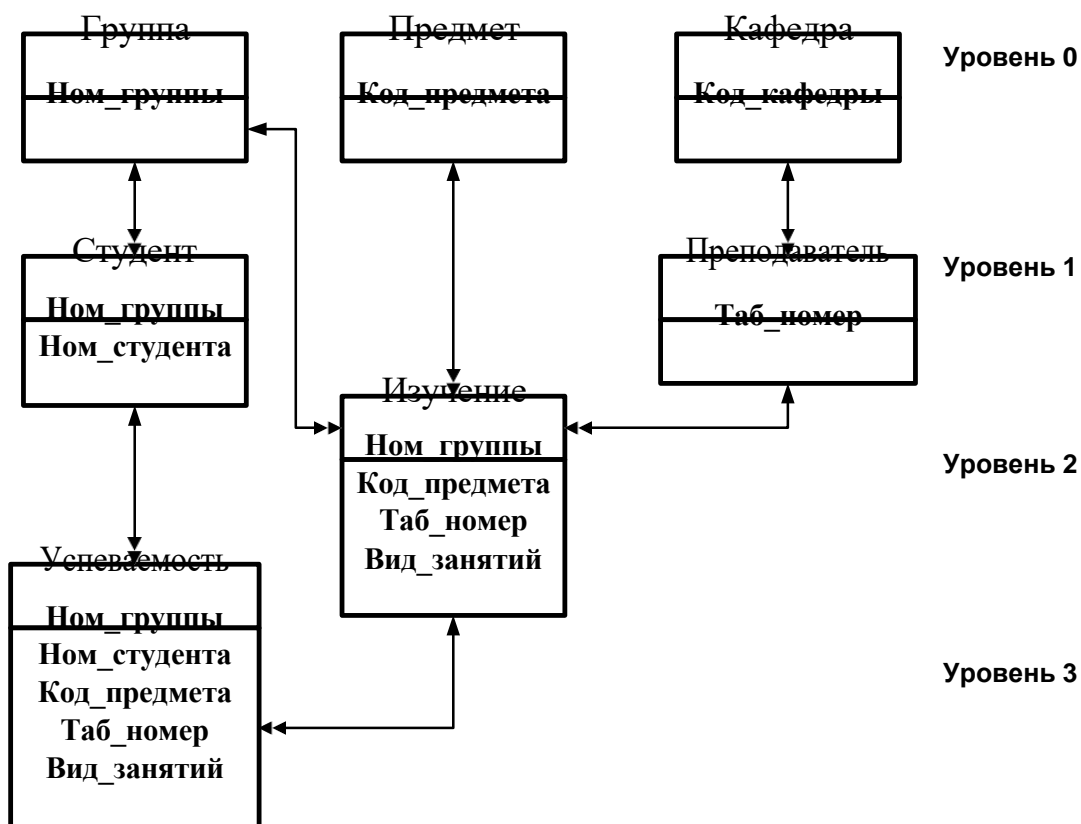 Группа
Ном_группы
Предмет
Код_предмета
Кафедра
Код_кафедры
Уровень 0
Студент
Ном_группы
Ном_студента
Преподаватель
Таб_номер
Уровень 1
Изучение
Ном_группы
Код_предмета
Таб_номер
Вид_занятий
Уровень 2
Успеваемость
Ном_группы
Ном_студента
Код_предмета
Таб_номер
Вид_занятий
Уровень 3